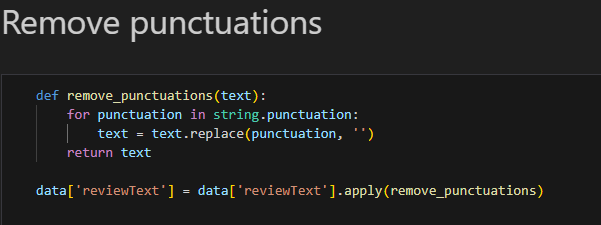 Remove punctuations
def remove_punctuations(text):
    for punctuation in string.punctuation:
        text = text.replace(punctuation, '')
    return text
data['reviewText'] = data['reviewText'].apply(remove_punctuations)